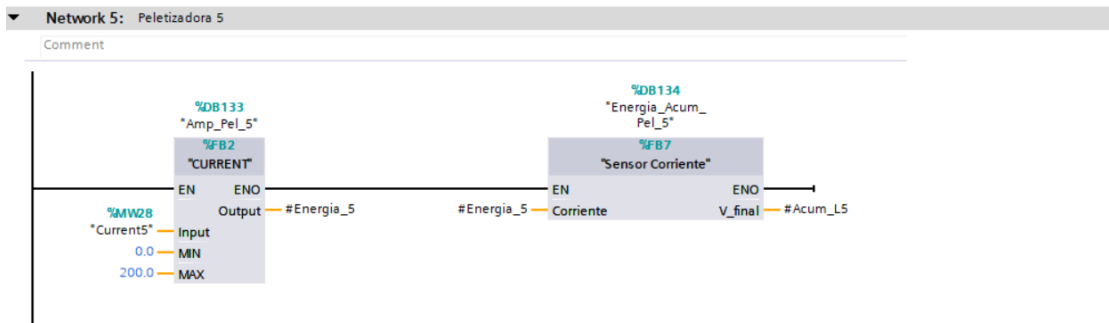 Network 5: Peletizadora 5
Comment
%DB133
"Amp_Pel_5"
%FB2
"CURRENT"
EN ENO
Output #Energia_5
%MW28
"Current5" Input
0.0 MIN
200.0 MAX
%DB134
"Energia_Acum_
Pel_5"
%FB7
"Sensor Corriente"
EN ENO
#Energia_5 Corriente V_final #Acum_L5